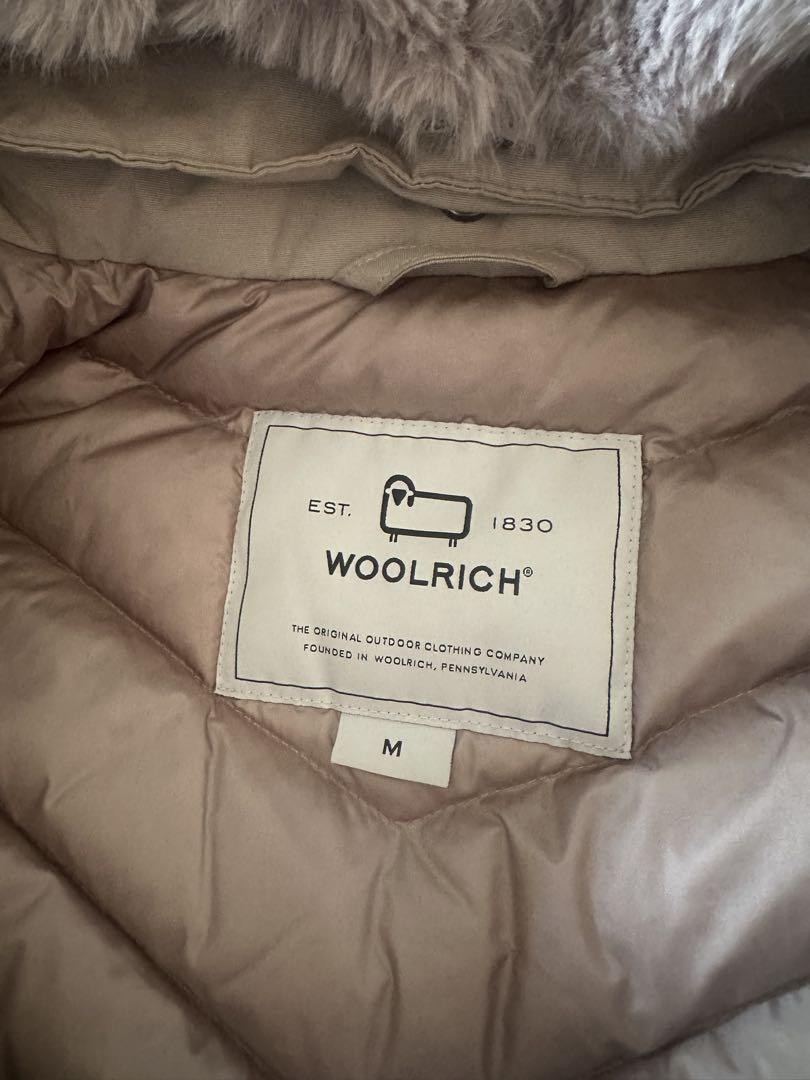 EST. 1830
WOOLRICH®
THE ORIGINAL OUTDOOR CLOTHING COMPANY
FOUNDED IN WOOLRICH, PENNSYLVANIA
M